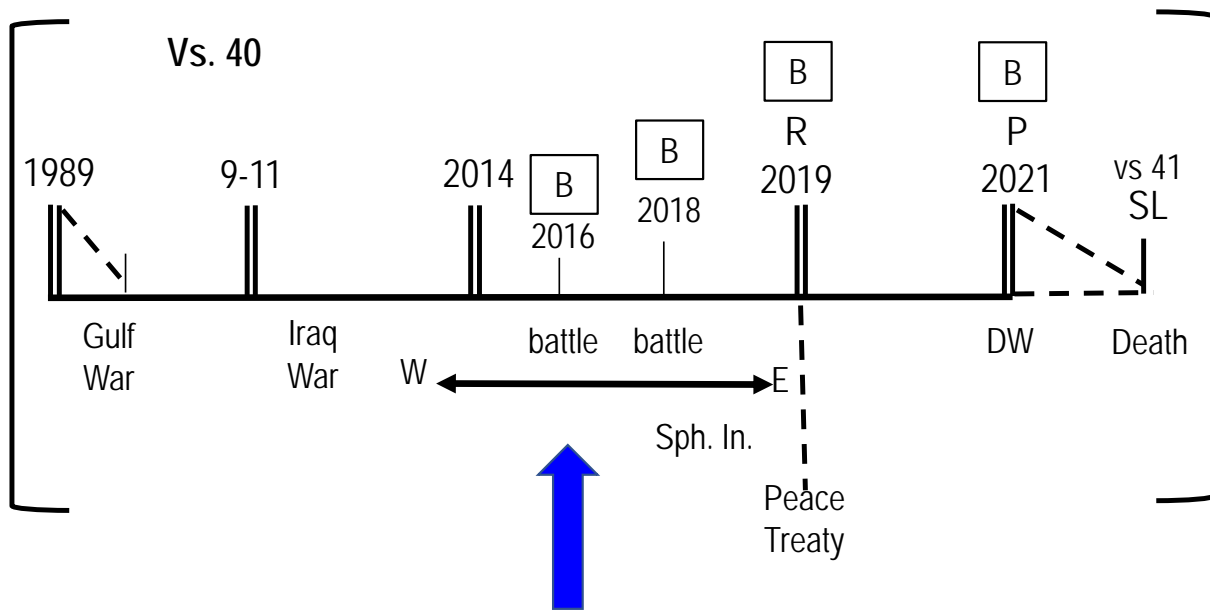 Vs. 40
B
B
R
P
B
B
1989
9-11
2014
2016
2018
2019
2021
vs 41
SL
Gulf
War
Iraq
War
battle
battle
DW
Death
W
E
Sph. In.
Peace
Treaty